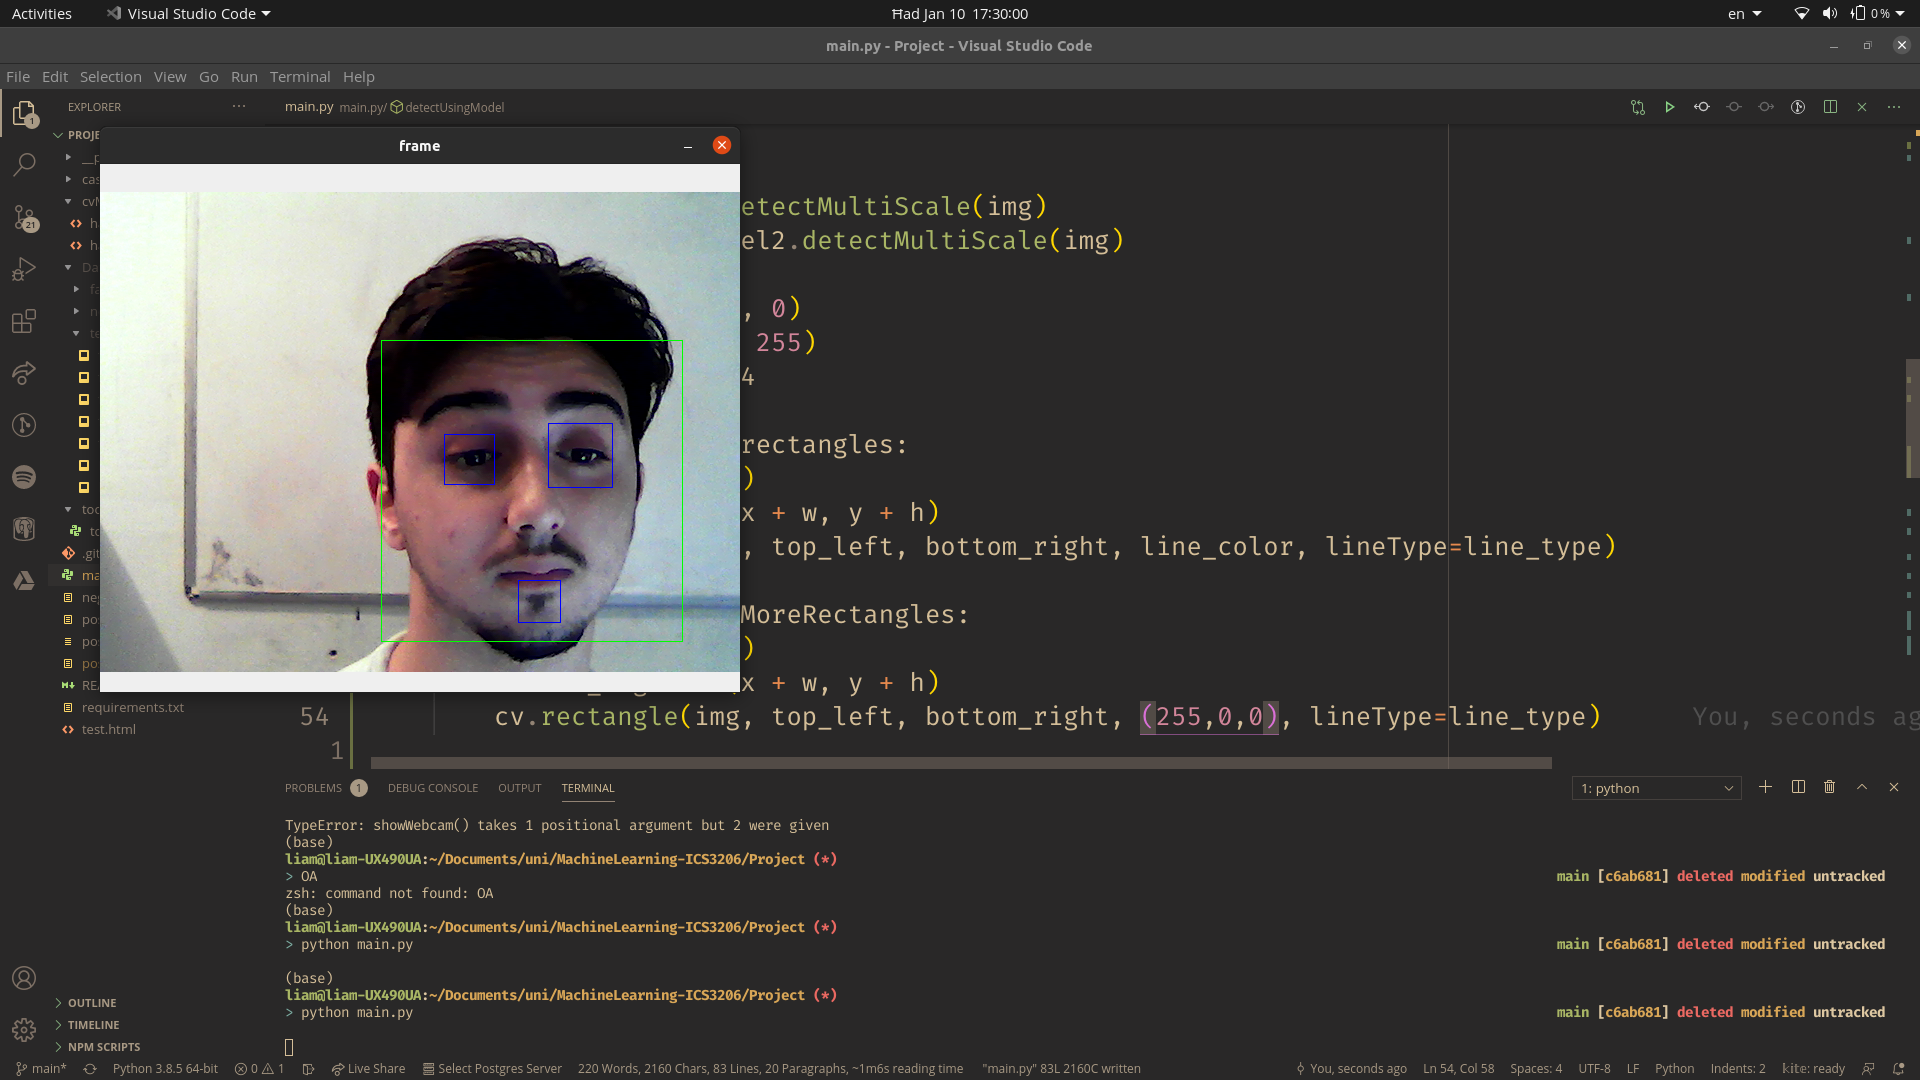 Activities
Visual Studio Code
Ħad Jan 10 17:30:00
en
0 %
main.py - Project - Visual Studio Code
File Edit Selection View Go Run Terminal Help
1
EXPLORER
main.py main.py/ detectUsingModel
PROJE
frame
__p
cas
cvM
h
h
Da
fa
n
te
21
too
to
.git
ma
neg
po
po
po
RE
requirements.txt
test.html
etectMultiScale(img)
el2.detectMultiScale(img)
, 0)
255)
4
rectangles:
)
x + w, y + h)
, top_left, bottom_right, line_color, lineType=line_type)
MoreRectangles:
)
x + w, y + h)
54 cv.rectangle(img, top_left, bottom_right, (255,0,0), lineType=line_type) You, seconds ag
1
PROBLEMS 1 DEBUG CONSOLE OUTPUT TERMINAL
1: python
TypeError: showWebcam() takes 1 positional argument but 2 were given
(base)
liam@liam-UX490UA:~/Documents/uni/MachineLearning-ICS3206/Project (*)
> OA main [c6ab681] deleted modified untracked
zsh: command not found: OA
(base)
liam@liam-UX490UA:~/Documents/uni/MachineLearning-ICS3206/Project (*)
> python main.py main [c6ab681] deleted modified untracked
(base)
liam@liam-UX490UA:~/Documents/uni/MachineLearning-ICS3206/Project (*)
> python main.py main [c6ab681] deleted modified untracked
OUTLINE
TIMELINE
NPM SCRIPTS
main* Python 3.8.5 64-bit 0 1 Live Share Select Postgres Server 220 Words, 2160 Chars, 83 Lines, 20 Paragraphs, ~1m6s reading time "main.py" 83L 2160C written You, seconds ago Ln 54, Col 58 Spaces: 4 UTF-8 LF Python Indents: 2 kite: ready